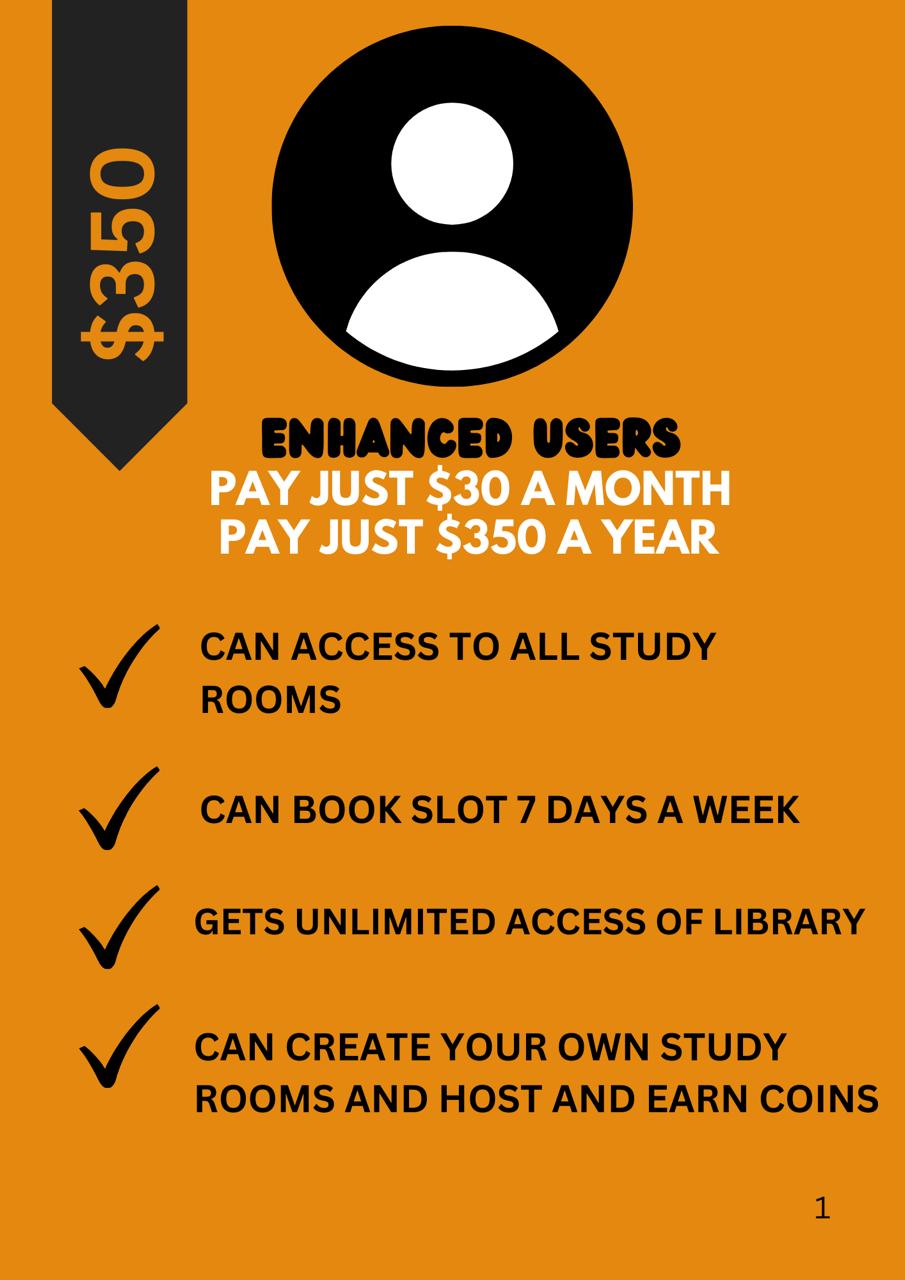 $350
ENHANCED USERS
PAY JUST $30 A MONTH
PAY JUST $350 A YEAR
CAN ACCESS TO ALL STUDY
ROOMS
CAN BOOK SLOT 7 DAYS A WEEK
GETS UNLIMITED ACCESS OF LIBRARY
CAN CREATE YOUR OWN STUDY
ROOMS AND HOST AND EARN COINS
1